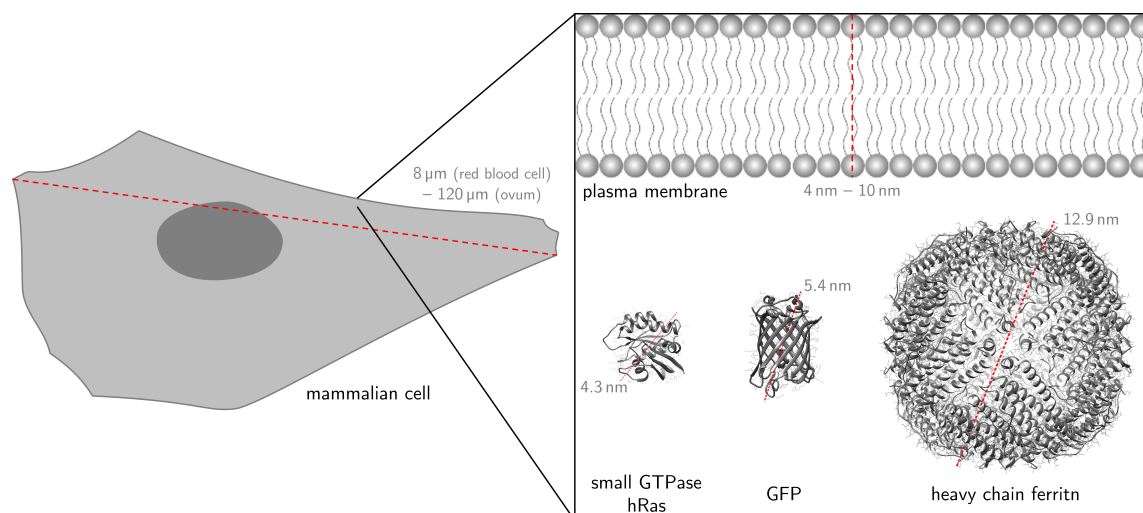 8 μm (red blood cell)
– 120 μm (ovum)
mammalian cell
plasma membrane
4 nm – 10 nm
12.9 nm
5.4 nm
4.3 nm
small GTPase
hRas
GFP
heavy chain ferritn